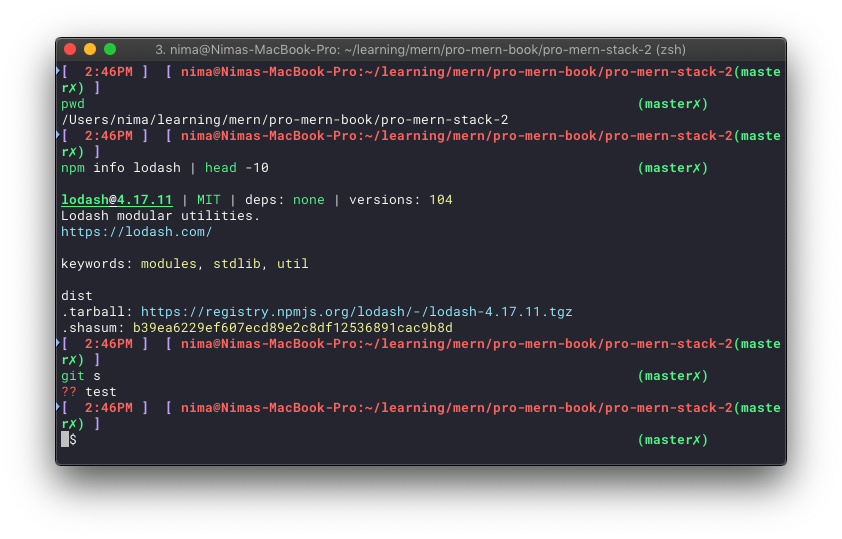 3. nima@Nimas-MacBook-Pro: ~/learning/mern/pro-mern-book/pro-mern-stack-2 (zsh)
[  2:46PM ]  [ nima@Nimas-MacBook-Pro:~/learning/mern/pro-mern-book/pro-mern-stack-2(maste
r✗) ]
pwd (master✗)
/Users/nima/learning/mern/pro-mern-book/pro-mern-stack-2
[  2:46PM ]  [ nima@Nimas-MacBook-Pro:~/learning/mern/pro-mern-book/pro-mern-stack-2(maste
r✗) ]
npm info lodash | head -10 (master✗)
lodash@4.17.11 | MIT | deps: none | versions: 104
Lodash modular utilities.
https://lodash.com/
keywords: modules, stdlib, util
dist
.tarball: https://registry.npmjs.org/lodash/-/lodash-4.17.11.tgz
.shasum: b39ea6229ef607ecd89e2c8df12536891cac9b8d
[  2:46PM ]  [ nima@Nimas-MacBook-Pro:~/learning/mern/pro-mern-book/pro-mern-stack-2(maste
r✗) ]
git s (master✗)
?? test
[  2:46PM ]  [ nima@Nimas-MacBook-Pro:~/learning/mern/pro-mern-book/pro-mern-stack-2(maste
r✗) ]
$ (master✗)